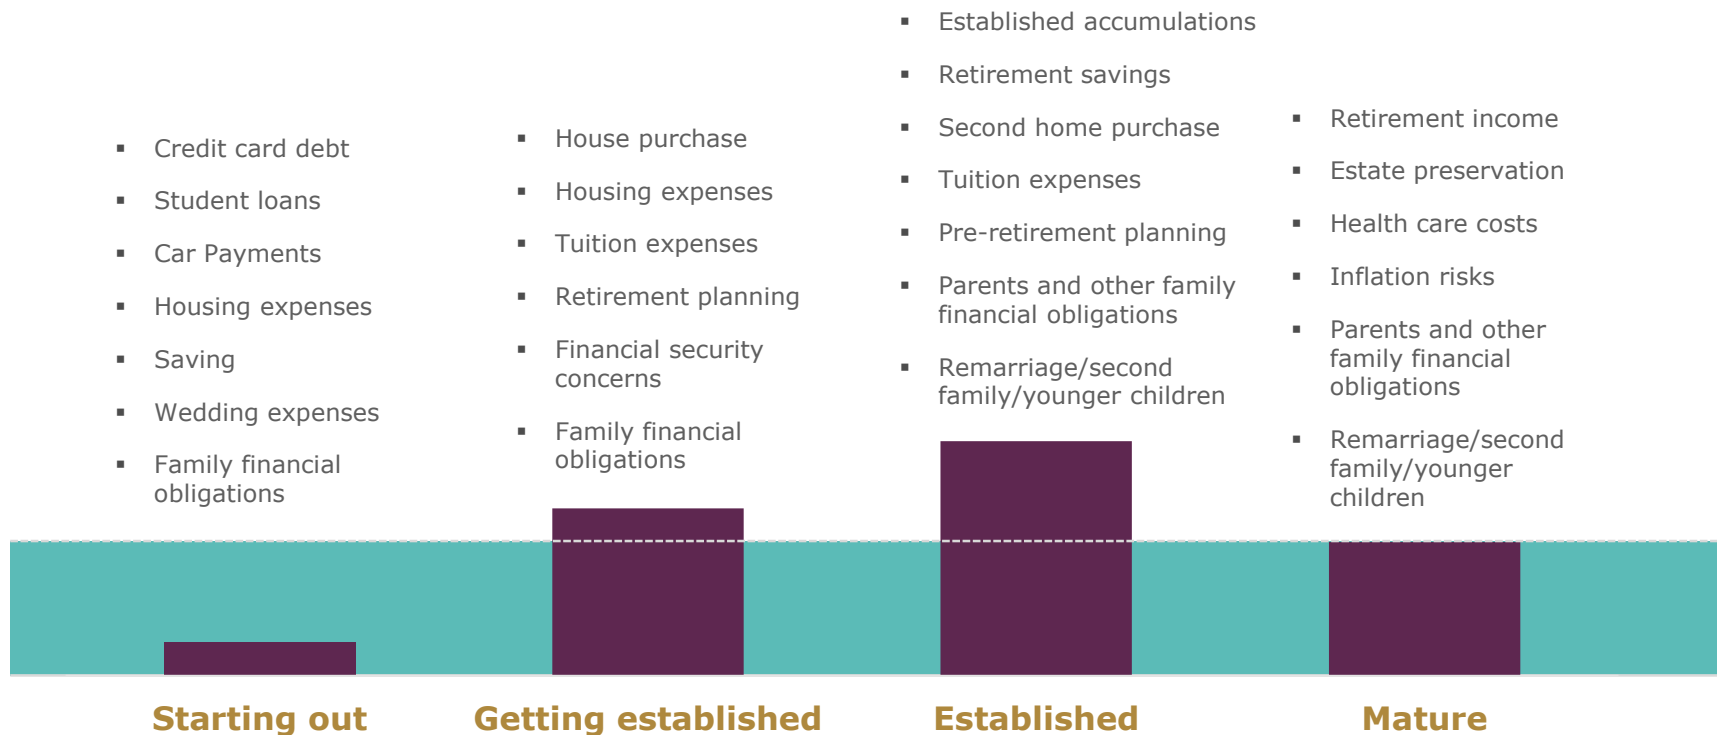 ▪ Credit card debt
▪ Student loans
▪ Car Payments
▪ Housing expenses
▪ Saving
▪ Wedding expenses
▪ Family financial
obligations
Starting out
▪ House purchase
▪ Housing expenses
▪ Tuition expenses
▪ Retirement planning
▪ Financial security
concerns
▪ Family financial
obligations
Getting established
▪ Established accumulations
▪ Retirement savings
▪ Second home purchase
▪ Tuition expenses
▪ Pre-retirement planning
▪ Parents and other family
financial obligations
▪ Remarriage/second
family/younger children
Established
▪ Retirement income
▪ Estate preservation
▪ Health care costs
▪ Inflation risks
▪ Parents and other
family financial
obligations
▪ Remarriage/second
family/younger
children
Mature